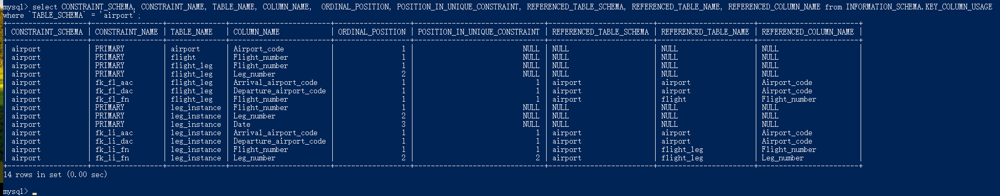 mysql> select CONSTRAINT_SCHEMA, CONSTRAINT_NAME, TABLE_NAME, COLUMN_NAME,  ORDINAL_POSITION, POSITION_IN_UNIQUE_CONSTRAINT, REFERENCED_TABLE_SCHEMA, REFERENCED_TABLE_NAME, REFERENCED_COLUMN_NAME from INFORMATION_SCHEMA.KEY_COLUMN_USAGE
where `TABLE_SCHEMA` = 'airport';
| CONSTRAINT_SCHEMA | CONSTRAINT_NAME | TABLE_NAME | COLUMN_NAME | ORDINAL_POSITION | POSITION_IN_UNIQUE_CONSTRAINT | REFERENCED_TABLE_SCHEMA | REFERENCED_TABLE_NAME | REFERENCED_COLUMN_NAME |
| airport | PRIMARY | airport | Airport_code | 1 | NULL | NULL | NULL | NULL |
| airport | PRIMARY | flight | Flight_number | 1 | NULL | NULL | NULL | NULL |
| airport | PRIMARY | flight_leg | Flight_number | 1 | NULL | NULL | NULL | NULL |
| airport | PRIMARY | flight_leg | Leg_number | 2 | NULL | NULL | NULL | NULL |
| airport | fk_fl_aac | flight_leg | Arrival_airport_code | 1 | 1 | airport | airport | Airport_code |
| airport | fk_fl_dac | flight_leg | Departure_airport_code | 1 | 1 | airport | airport | Airport_code |
| airport | fk_fl_fn | flight_leg | Flight_number | 1 | 1 | airport | flight | Flight_number |
| airport | PRIMARY | leg_instance | Flight_number | 1 | NULL | NULL | NULL | NULL |
| airport | PRIMARY | leg_instance | Leg_number | 2 | NULL | NULL | NULL | NULL |
| airport | PRIMARY | leg_instance | Date | 3 | NULL | NULL | NULL | NULL |
| airport | fk_li_aac | leg_instance | Arrival_airport_code | 1 | 1 | airport | airport | Airport_code |
| airport | fk_li_dac | leg_instance | Departure_airport_code | 1 | 1 | airport | airport | Airport_code |
| airport | fk_li_fn | leg_instance | Flight_number | 1 | 1 | airport | flight_leg | Flight_number |
| airport | fk_li_fn | leg_instance | Leg_number | 2 | 2 | airport | flight_leg | Leg_number |
14 rows in set (0.00 sec)
mysql>